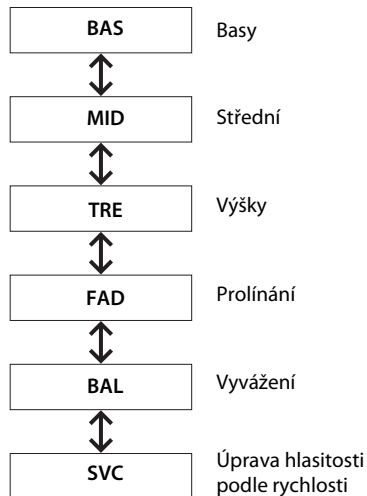 BAS Basy
MID Střední
TRE Výšky
FAD Prolínání
BAL Vyvážení
SVC Úprava hlasitosti
podle rychlosti